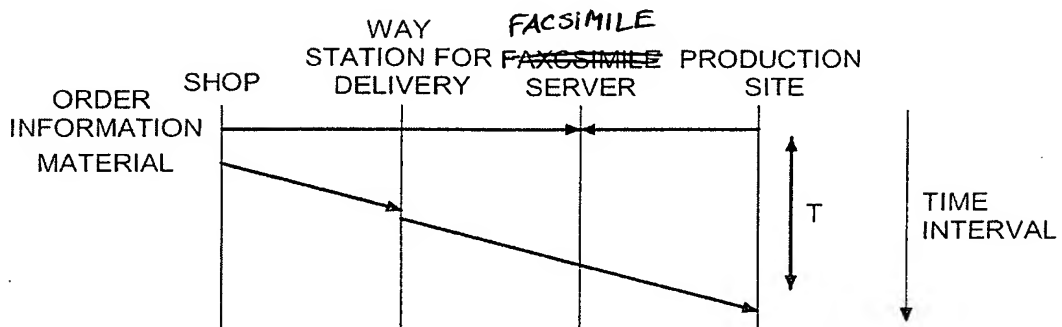 SHOP
WAY
STATION FOR
DELIVERY
FACSIMILE
FAXCSIMILE
SERVER
PRODUCTION
SITE
ORDER
INFORMATION
MATERIAL
T
TIME
INTERVAL